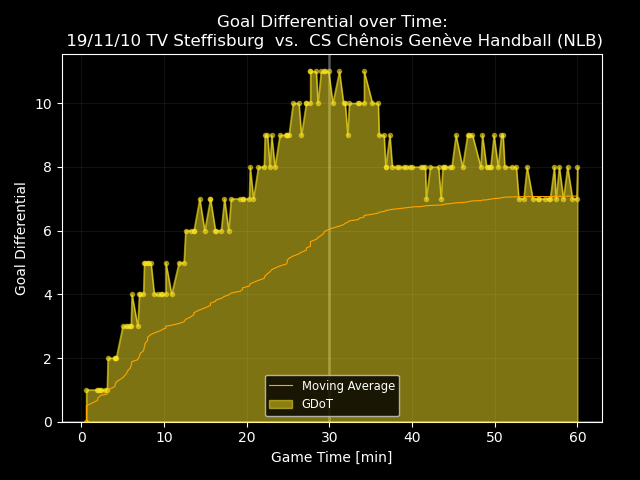 Goal Differential over Time:
19/11/10 TV Steffisburg  vs.  CS Chênois Genève Handball (NLB)
Goal Differential
10
8
6
4
2
0
0 10 20 30 40 50 60
Game Time [min]
Moving Average
GDoT